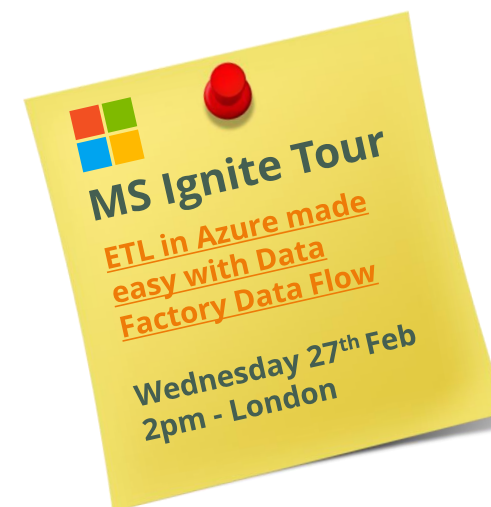 MS Ignite Tour
ETL in Azure made
easy with Data
Factory Data Flow
Wednesday 27th Feb
2pm - London